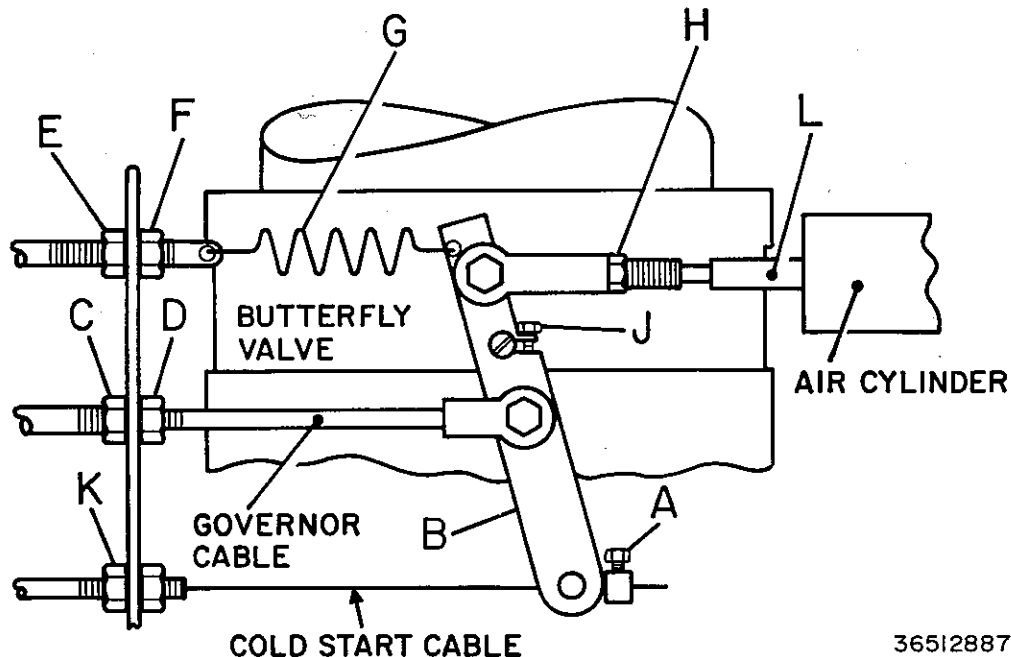 G
H
L
E
F
BUTTERFLY
VALVE
C
D
J
AIR CYLINDER
K
GOVERNOR
CABLE
B
A
COLD START CABLE
36512887